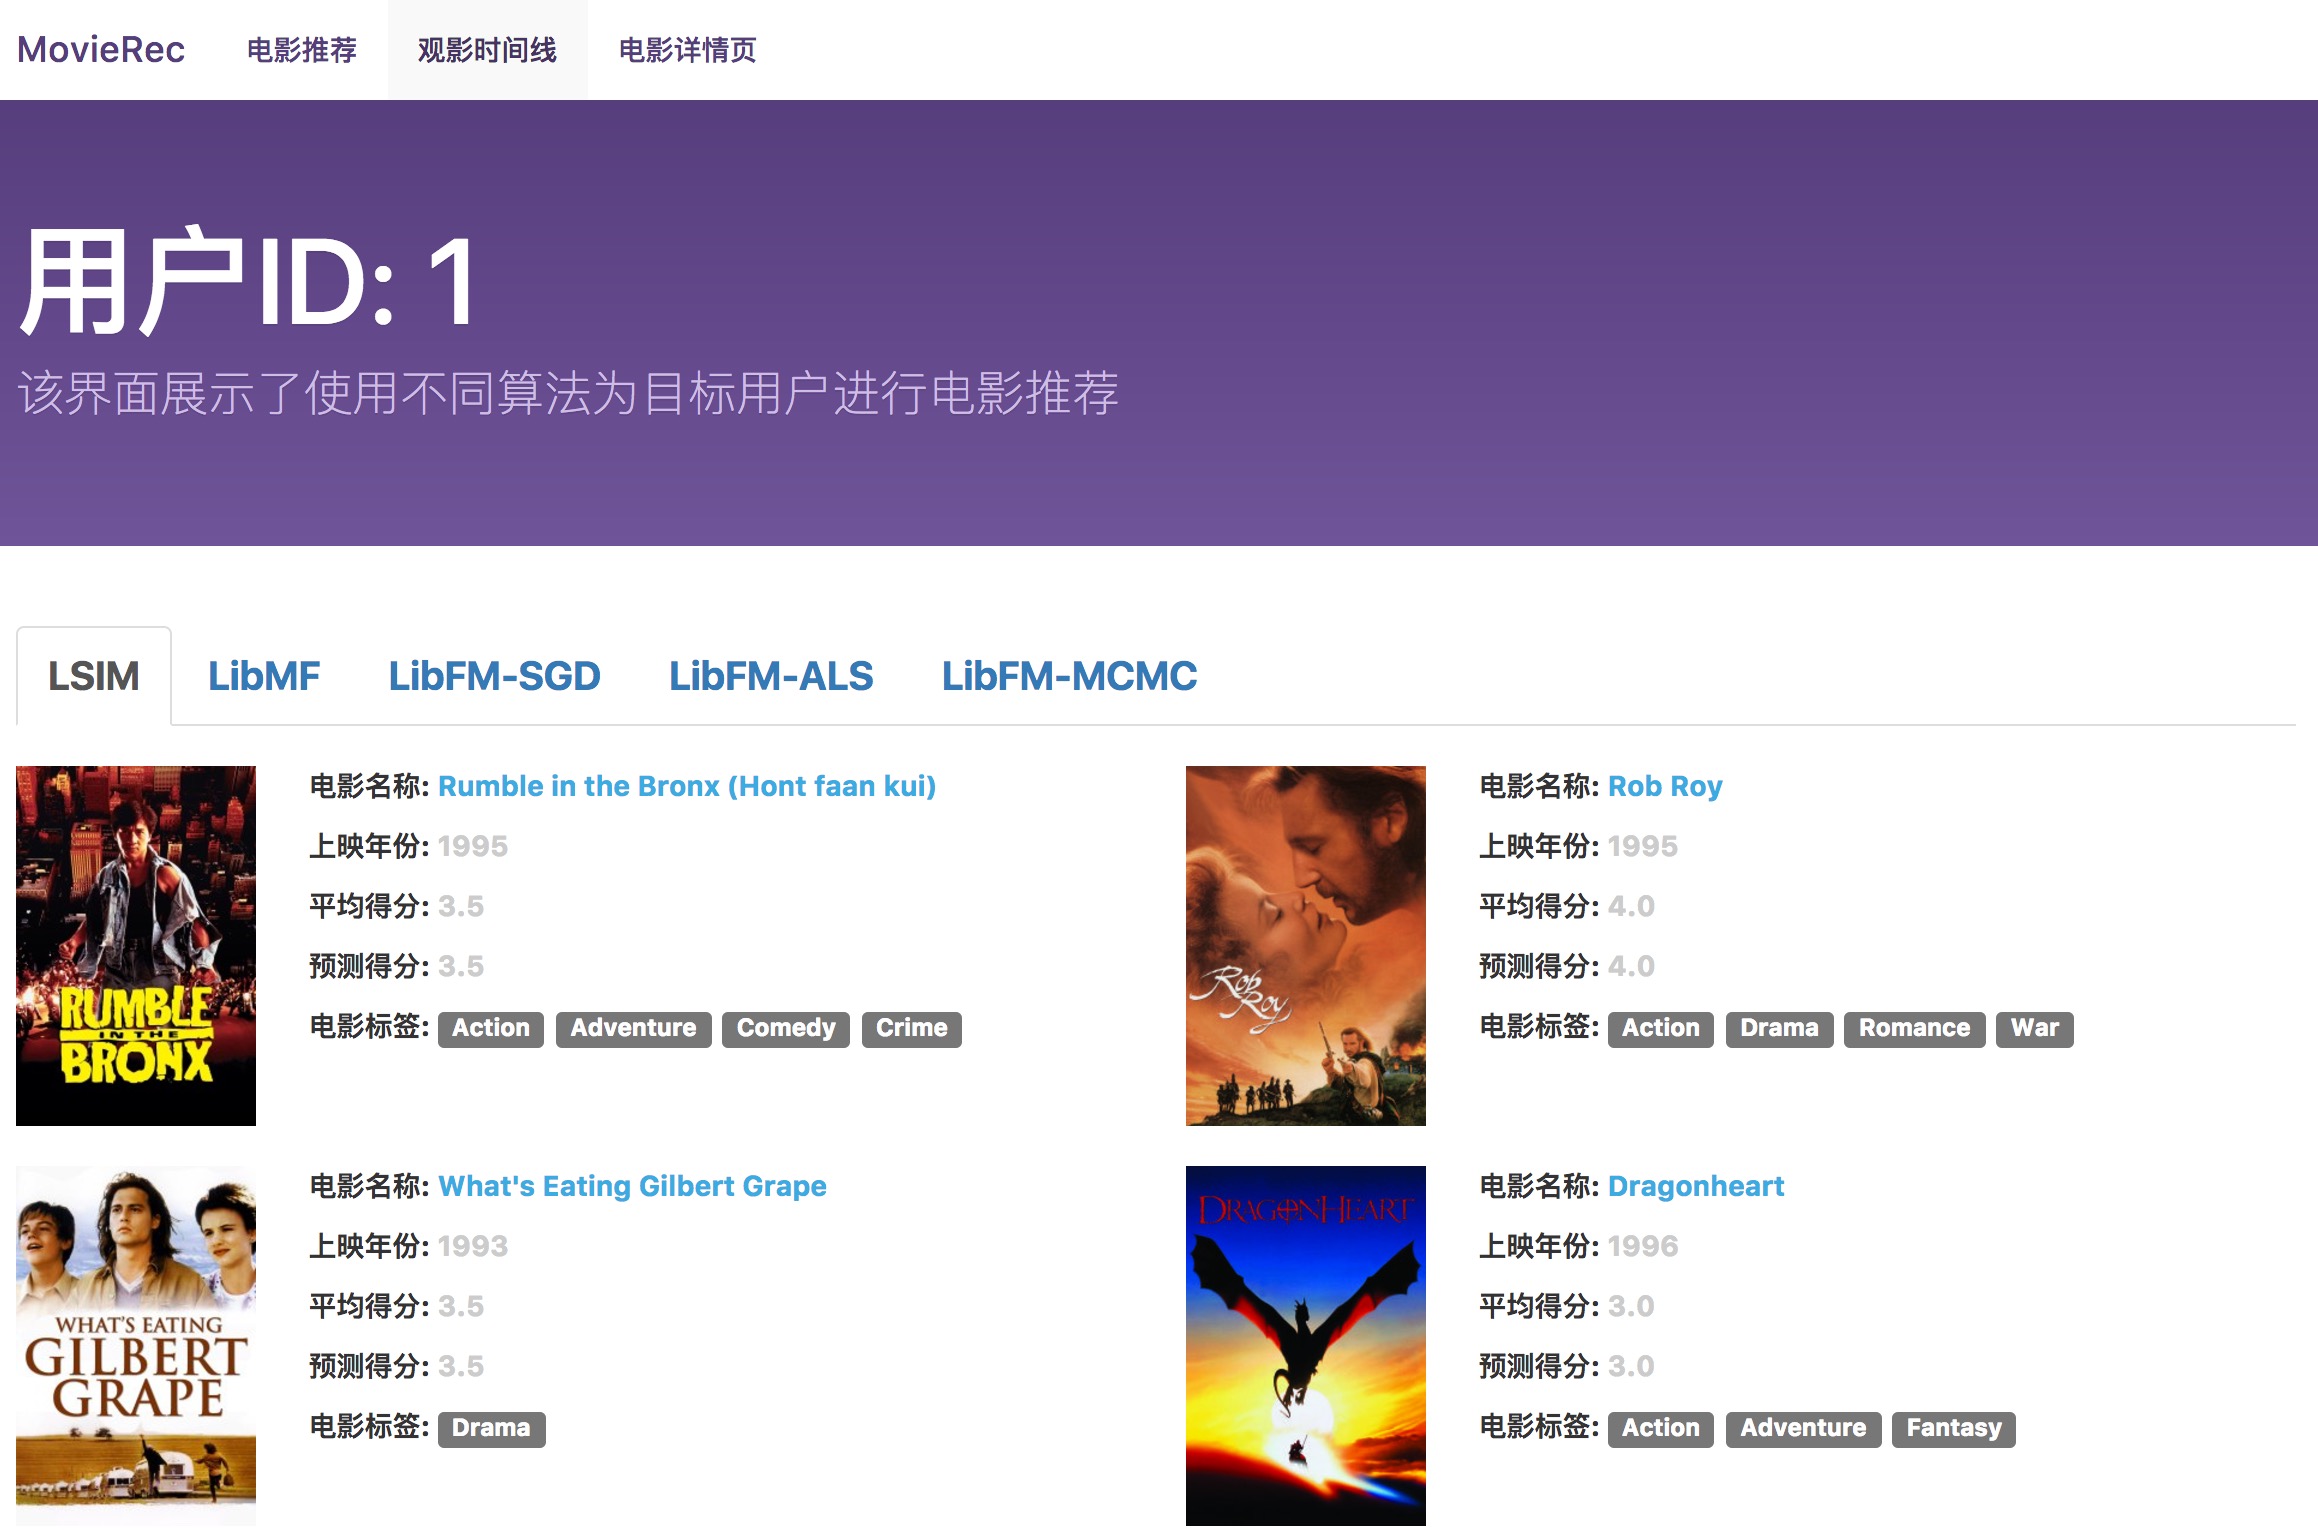 MovieRec 电影推荐 观影时间线 电影详情页
用户ID: 1
该界面展示了使用不同算法为目标用户进行电影推荐
LSIM LibMF LibFM-SGD LibFM-ALS LibFM-MCMC
RUMBLE
IN THE
BRONX
电影名称: Rumble in the Bronx (Hont faan kui)
上映年份: 1995
平均得分: 3.5
预测得分: 3.5
电影标签: Action Adventure Comedy Crime
Rob
Roy
电影名称: Rob Roy
上映年份: 1995
平均得分: 4.0
预测得分: 4.0
电影标签: Action Drama Romance War
WHAT'S EATING
GILBERT
GRAPE
电影名称: What's Eating Gilbert Grape
上映年份: 1993
平均得分: 3.5
预测得分: 3.5
电影标签: Drama
DRAGONHEART
电影名称: Dragonheart
上映年份: 1996
平均得分: 3.0
预测得分: 3.0
电影标签: Action Adventure Fantasy